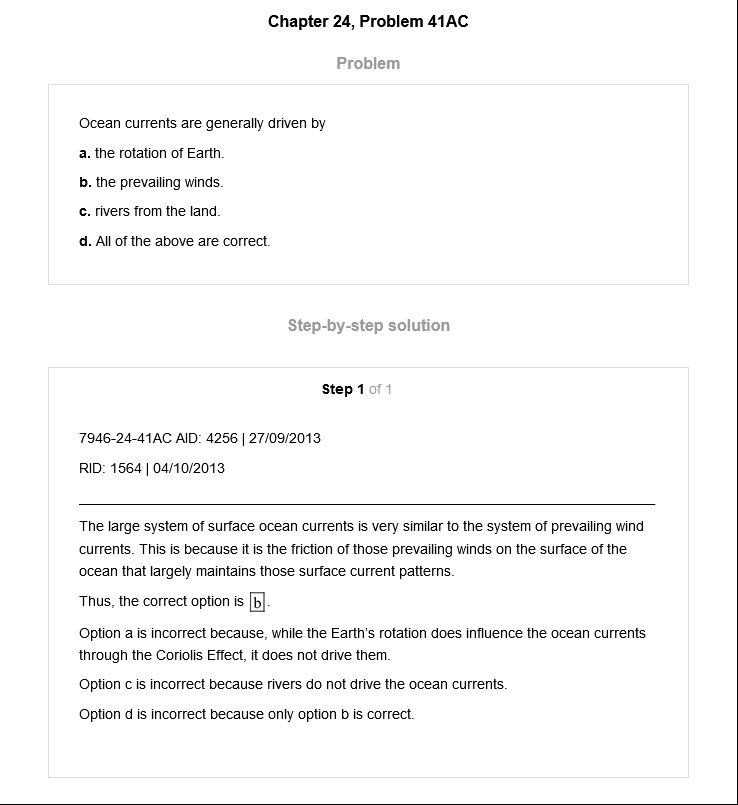 Chapter 24, Problem 41AC
Problem
Ocean currents are generally driven by
a. the rotation of Earth.
b. the prevailing winds.
c. rivers from the land.
d. All of the above are correct.
Step-by-step solution
Step 1 of 1
7946-24-41AC AID: 4256 | 27/09/2013
RID: 1564 | 04/10/2013
The large system of surface ocean currents is very similar to the system of prevailing wind
currents. This is because it is the friction of those prevailing winds on the surface of the
ocean that largely maintains those surface current patterns.
Thus, the correct option is b.
Option a is incorrect because, while the Earth's rotation does influence the ocean currents
through the Coriolis Effect, it does not drive them.
Option c is incorrect because rivers do not drive the ocean currents.
Option d is incorrect because only option b is correct.